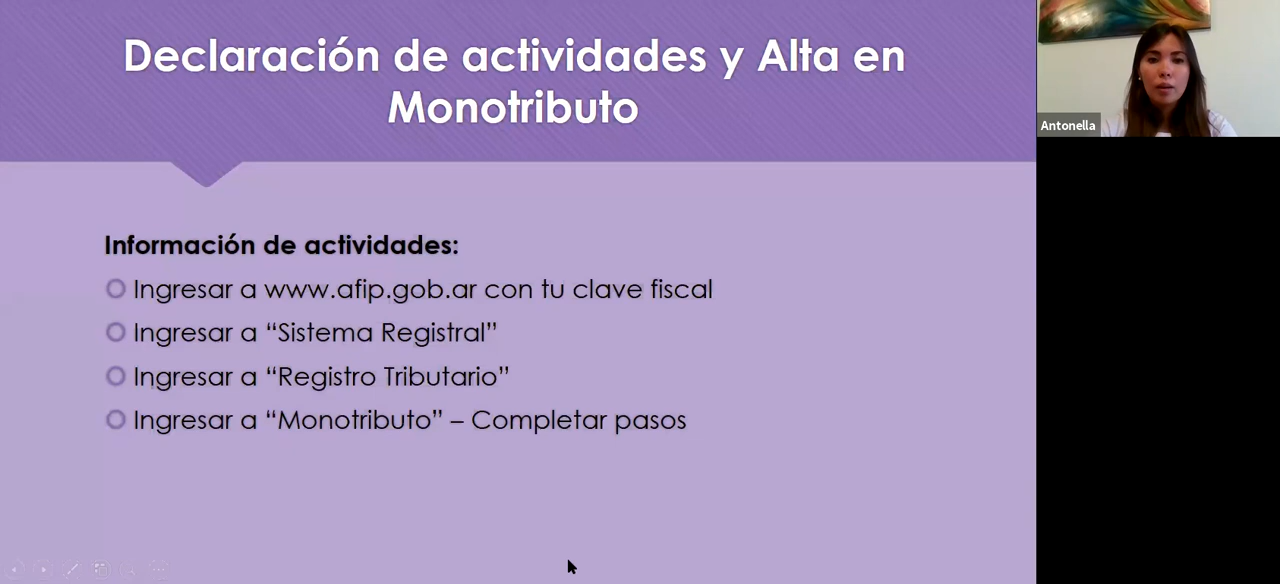 Declaración de actividades y Alta en
Monotributo
Antonella
Información de actividades:
Ingresar a www.afip.gob.ar con tu clave fiscal
Ingresar a “Sistema Registral”
Ingresar a “Registro Tributario”
Ingresar a “Monotributo” – Completar pasos